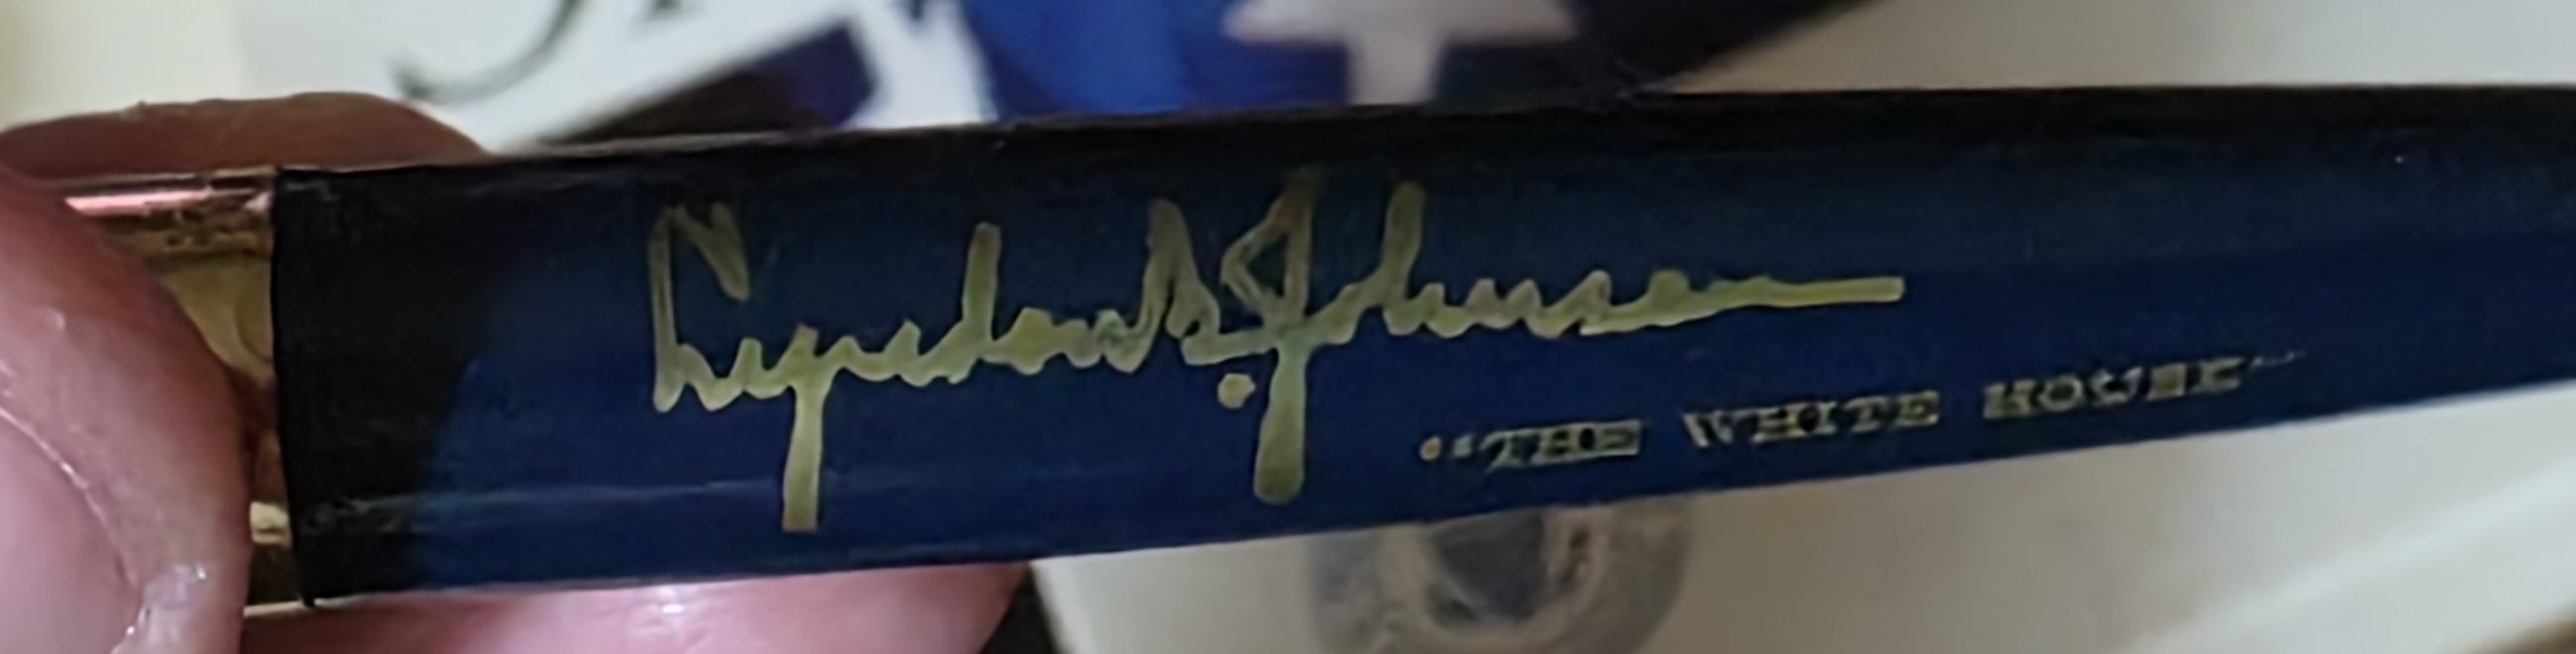 Lyndon B. Johnson
"THE WHITE HOUSE"